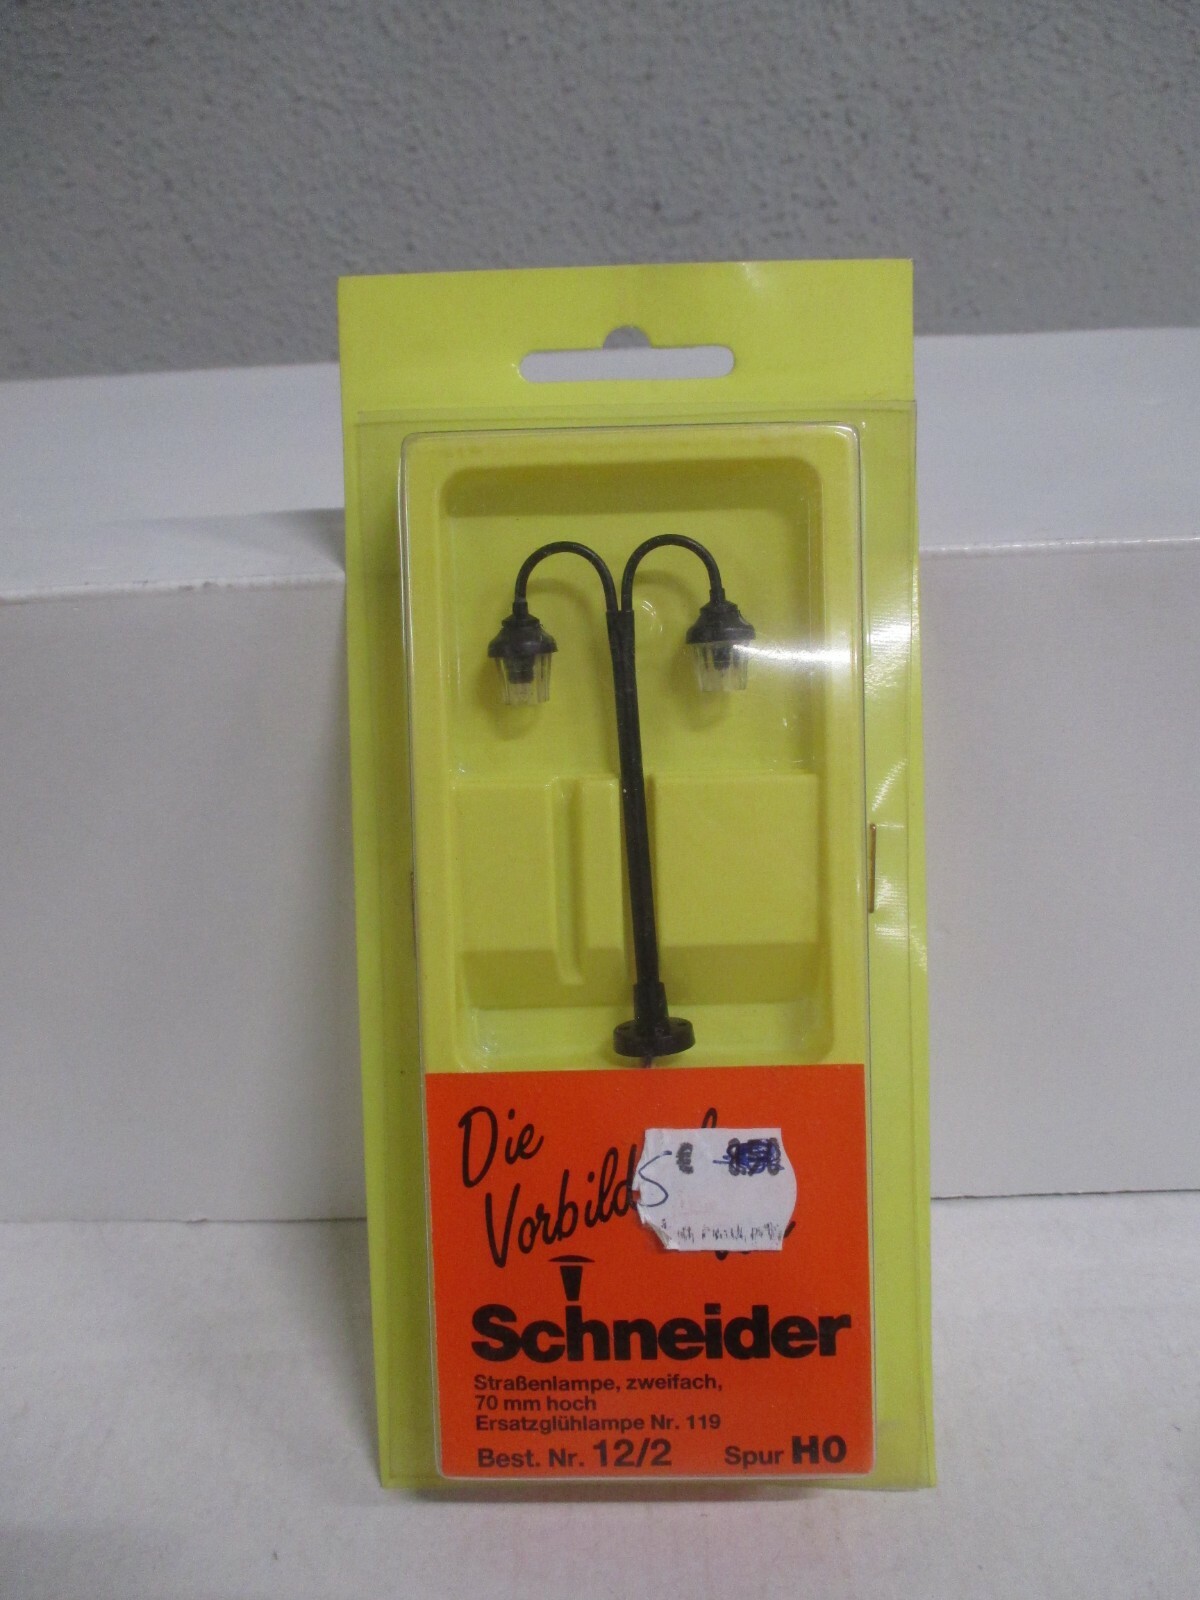 Die
Vorbild
Schneider
Straßenlampe, zweifach,
70 mm hoch
Ersatzglühlampe Nr. 119
Best. Nr. 12/2 Spur H0